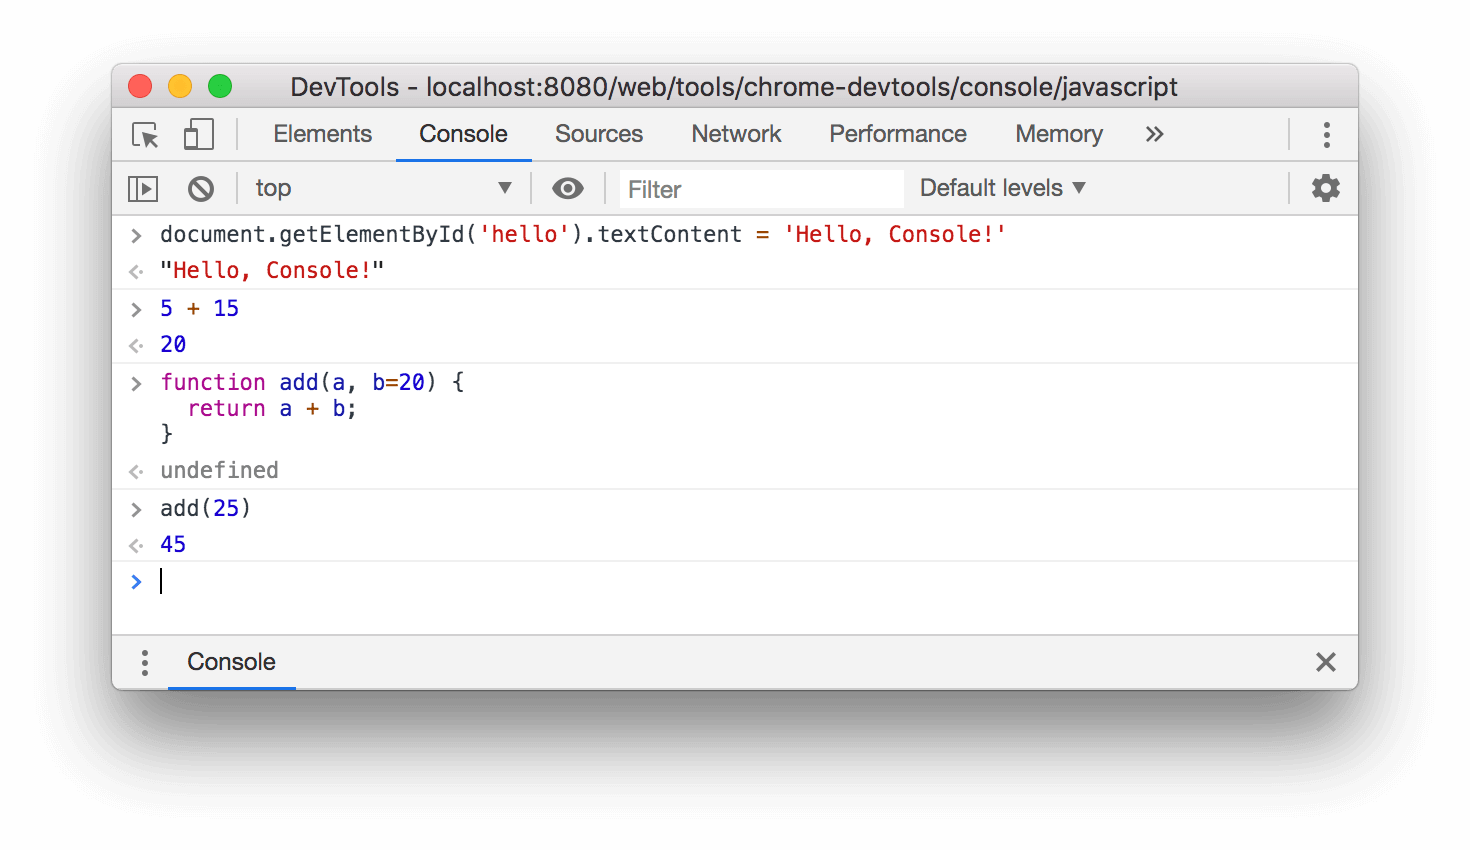 DevTools - localhost:8080/web/tools/chrome-devtools/console/javascript
Elements Console Sources Network Performance Memory »
top ▼ Filter Default levels ▼
> document.getElementById('hello').textContent = 'Hello, Console!'
"Hello, Console!"
> 5 + 15
20
> function add(a, b=20) {
return a + b;
}
undefined
> add(25)
45
>
Console